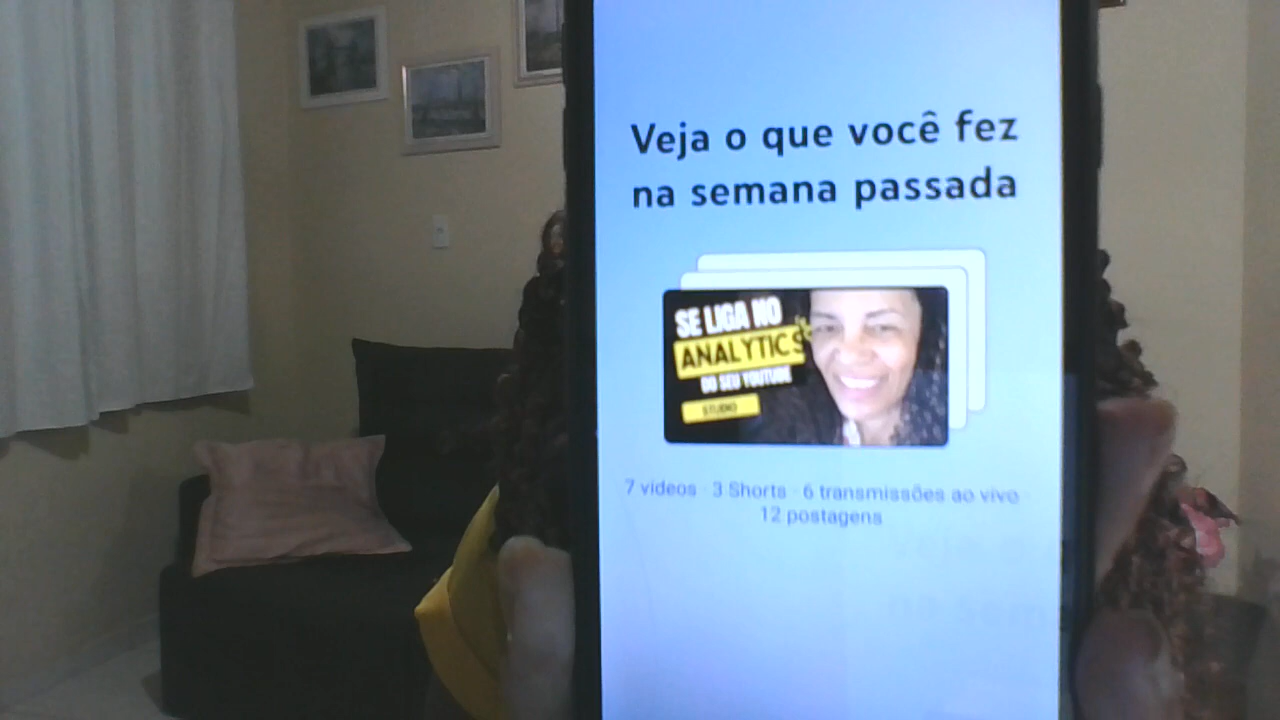 Veja o que você fez
na semana passada
SE LIGA NO
ANALYTICS
DO SEU YOUTUBE
STUDIO
7 vídeos · 3 Shorts · 6 transmissões ao vivo ·
12 postagens